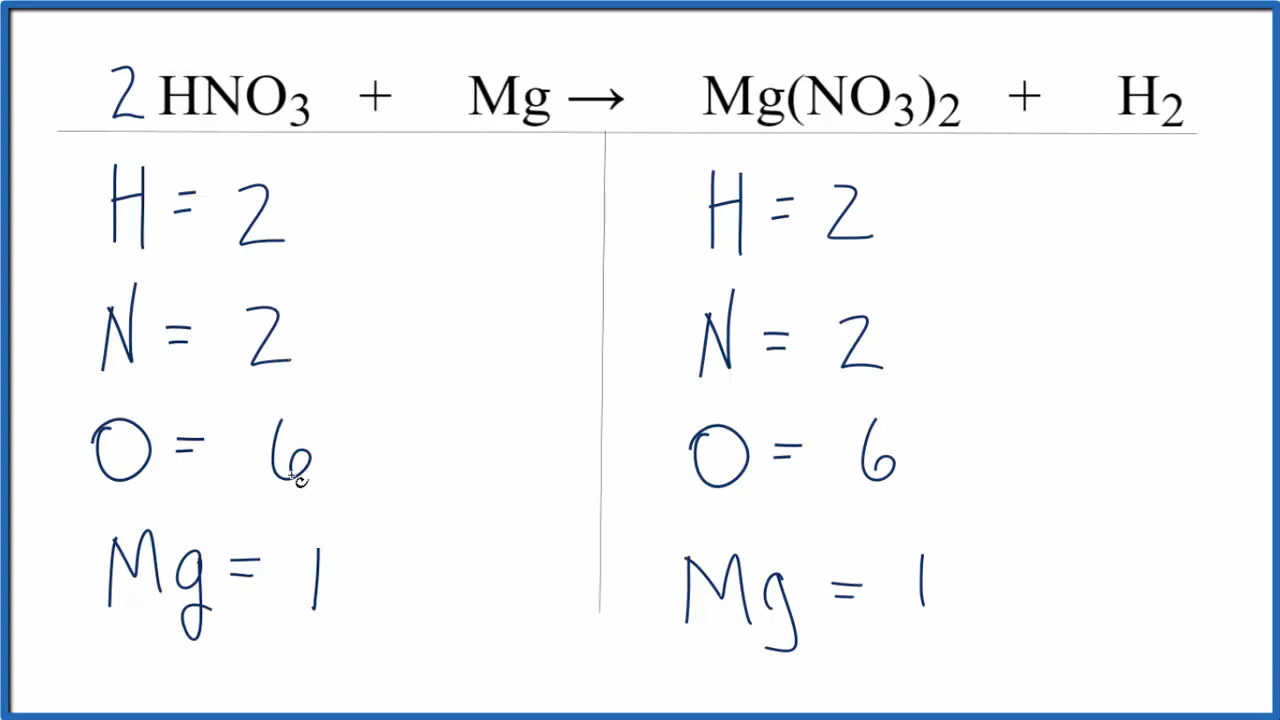 2 HNO3 + Mg → Mg(NO3)2 + H2
H = 2 H = 2
N = 2 N = 2
O = 6 O = 6
Mg = 1 Mg = 1